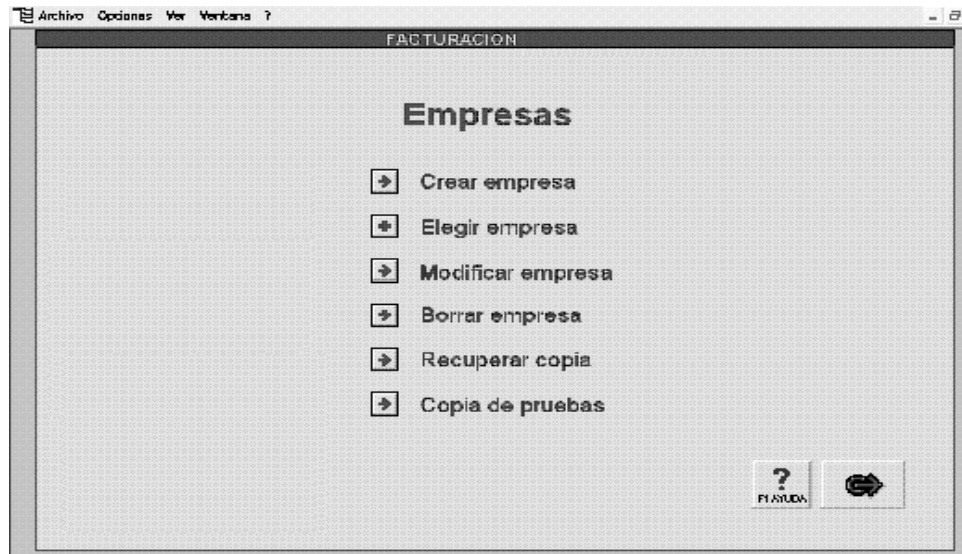 Archivo Opciones Ver Ventana ?
FACTURACION
Empresas
Crear empresa
Elegir empresa
Modificar empresa
Borrar empresa
Recuperar copia
Copia de pruebas
?
F1 AYUDA